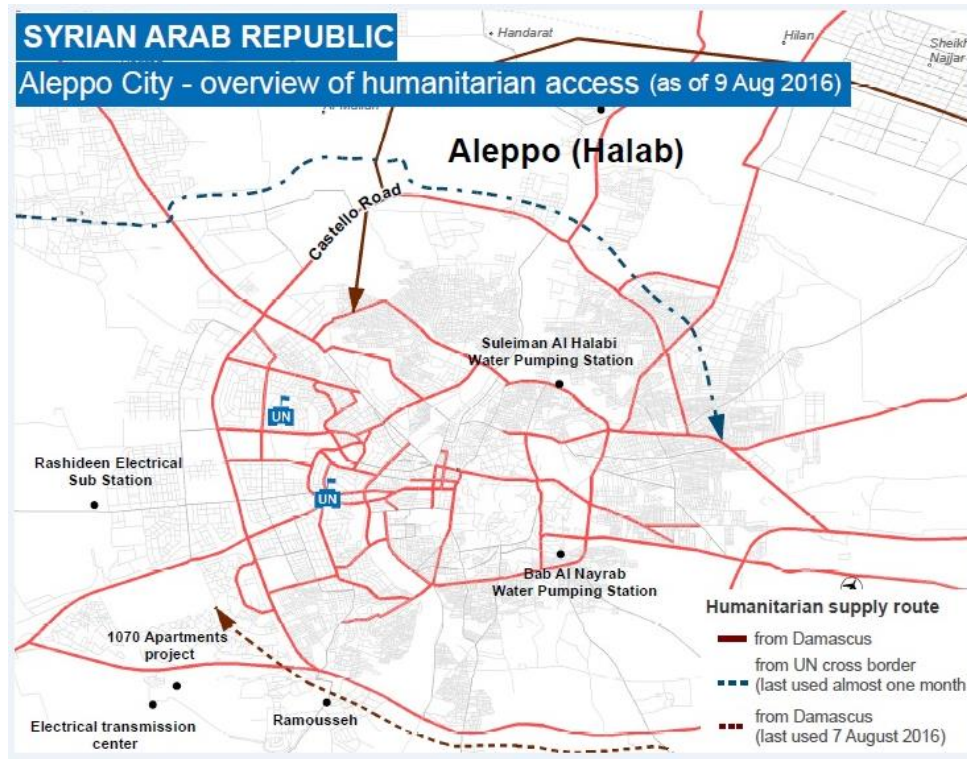 SYRIAN ARAB REPUBLIC
Aleppo City - overview of humanitarian access (as of 9 Aug 2016)
Handarat
Hilan
Sheikh
Najjar
Aleppo (Halab)
Castello Road
Suleiman Al Halabi
Water Pumping Station
UN
Rashideen Electrical
Sub Station
UN
Bab Al Nayrab
Water Pumping Station
1070 Apartments
project
Electrical transmission
center
Ramousseh
Humanitarian supply route
from Damascus
from UN cross border
(last used almost one month
from Damascus
(last used 7 August 2016)